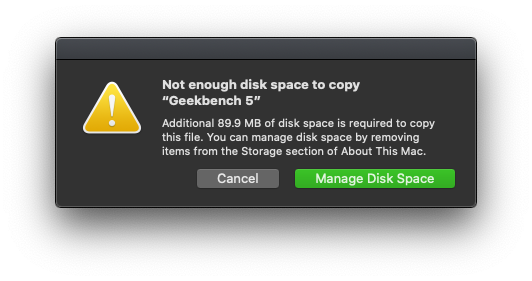 Not enough disk space to copy
“Geekbench 5”
Additional 89.9 MB of disk space is required to copy
this file. You can manage disk space by removing
items from the Storage section of About This Mac.
Cancel
Manage Disk Space